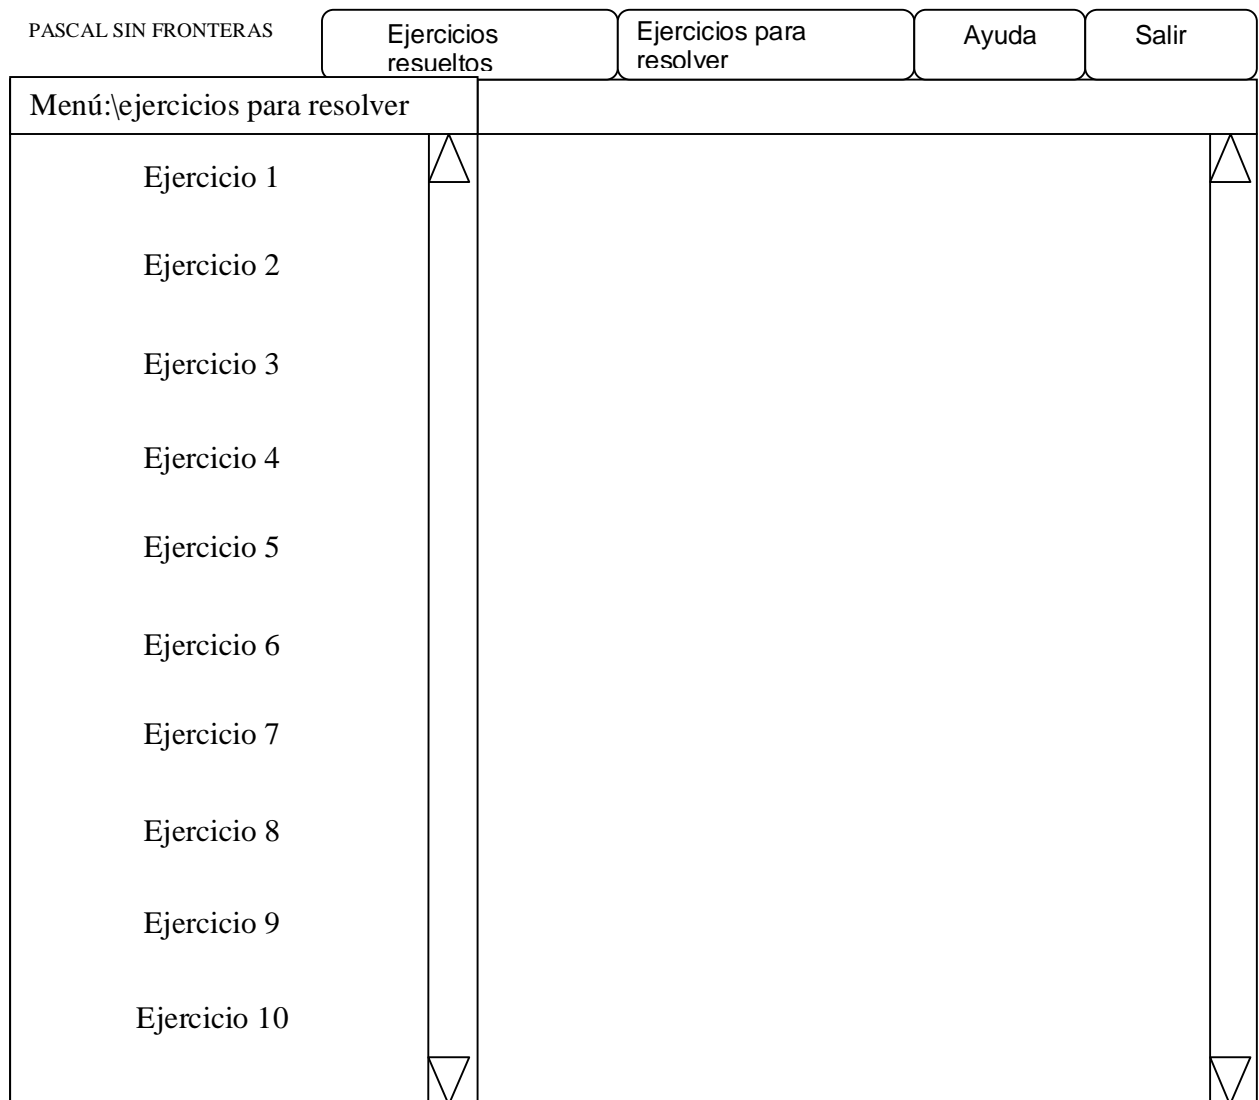 PASCAL SIN FRONTERAS
Ejercicios
resueltos
Ejercicios para
resolver
Ayuda
Salir
Menú:\ejercicios para resolver
Ejercicio 1
Ejercicio 2
Ejercicio 3
Ejercicio 4
Ejercicio 5
Ejercicio 6
Ejercicio 7
Ejercicio 8
Ejercicio 9
Ejercicio 10